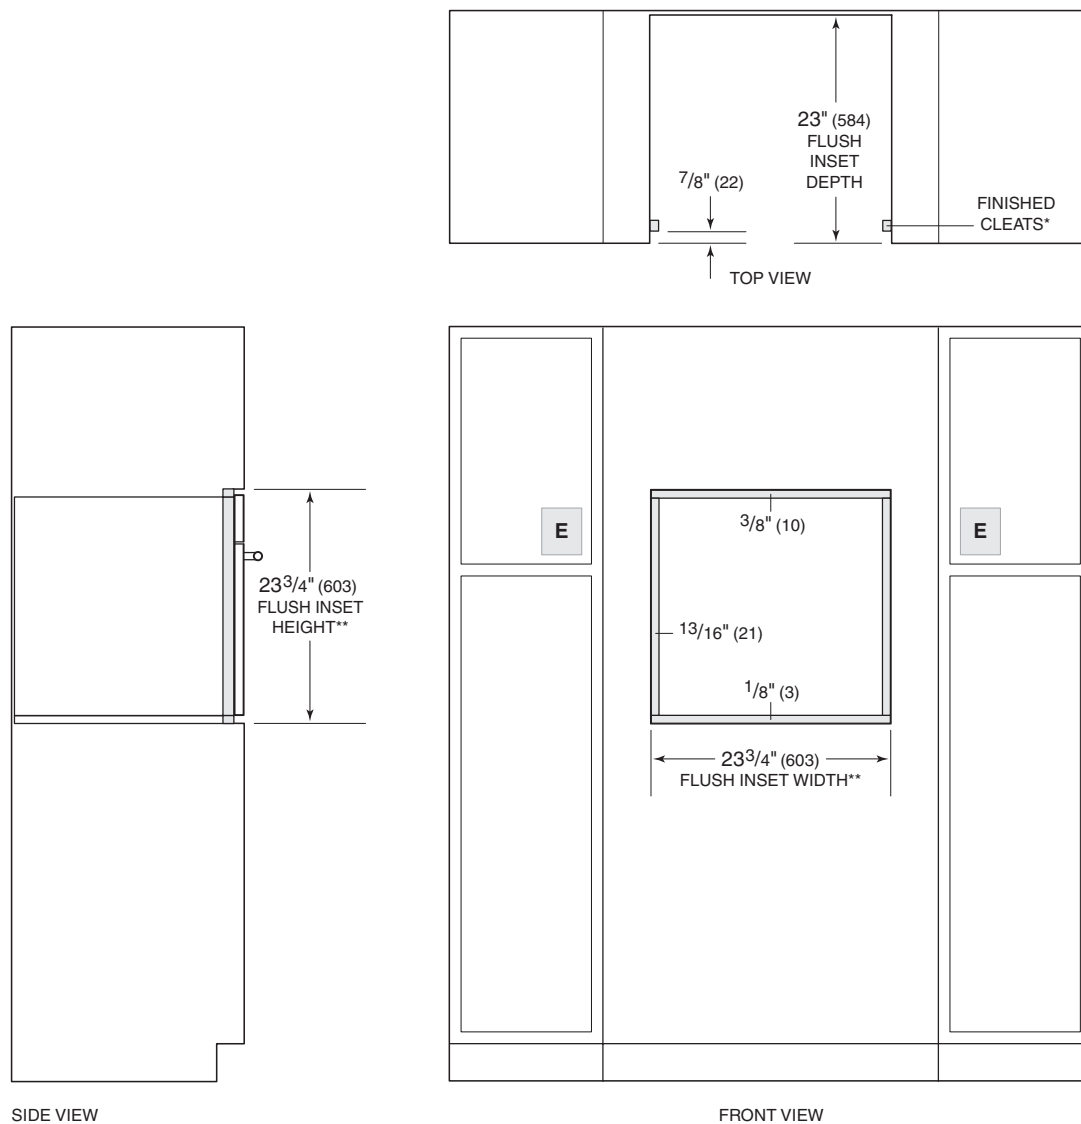 23" (584)
FLUSH
INSET
DEPTH
7/8" (22)
FINISHED
CLEATS*
TOP VIEW
E
3/8" (10)
E
23 3/4" (603)
FLUSH INSET
HEIGHT**
13/16" (21)
1/8" (3)
23 3/4" (603)
FLUSH INSET WIDTH**
SIDE VIEW
FRONT VIEW